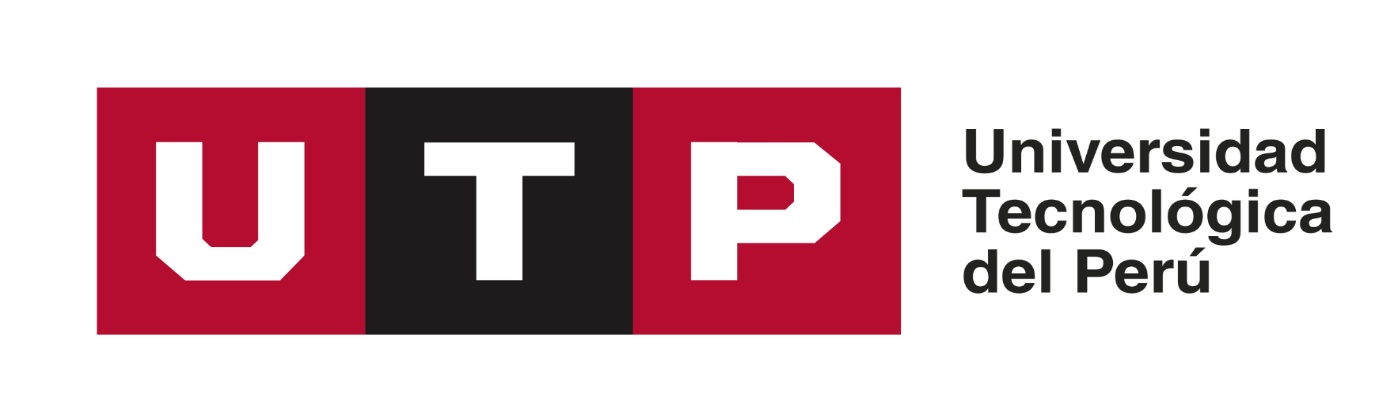 UTP
Universidad
Tecnológica
del Perú